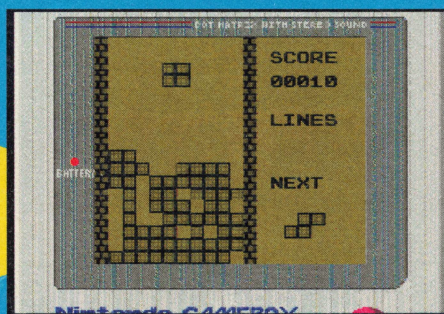 DOT MATRIX WITH STEREO SOUND
SCORE
00010
LINES
BATTERY
NEXT
Nintendo GAMEBOY